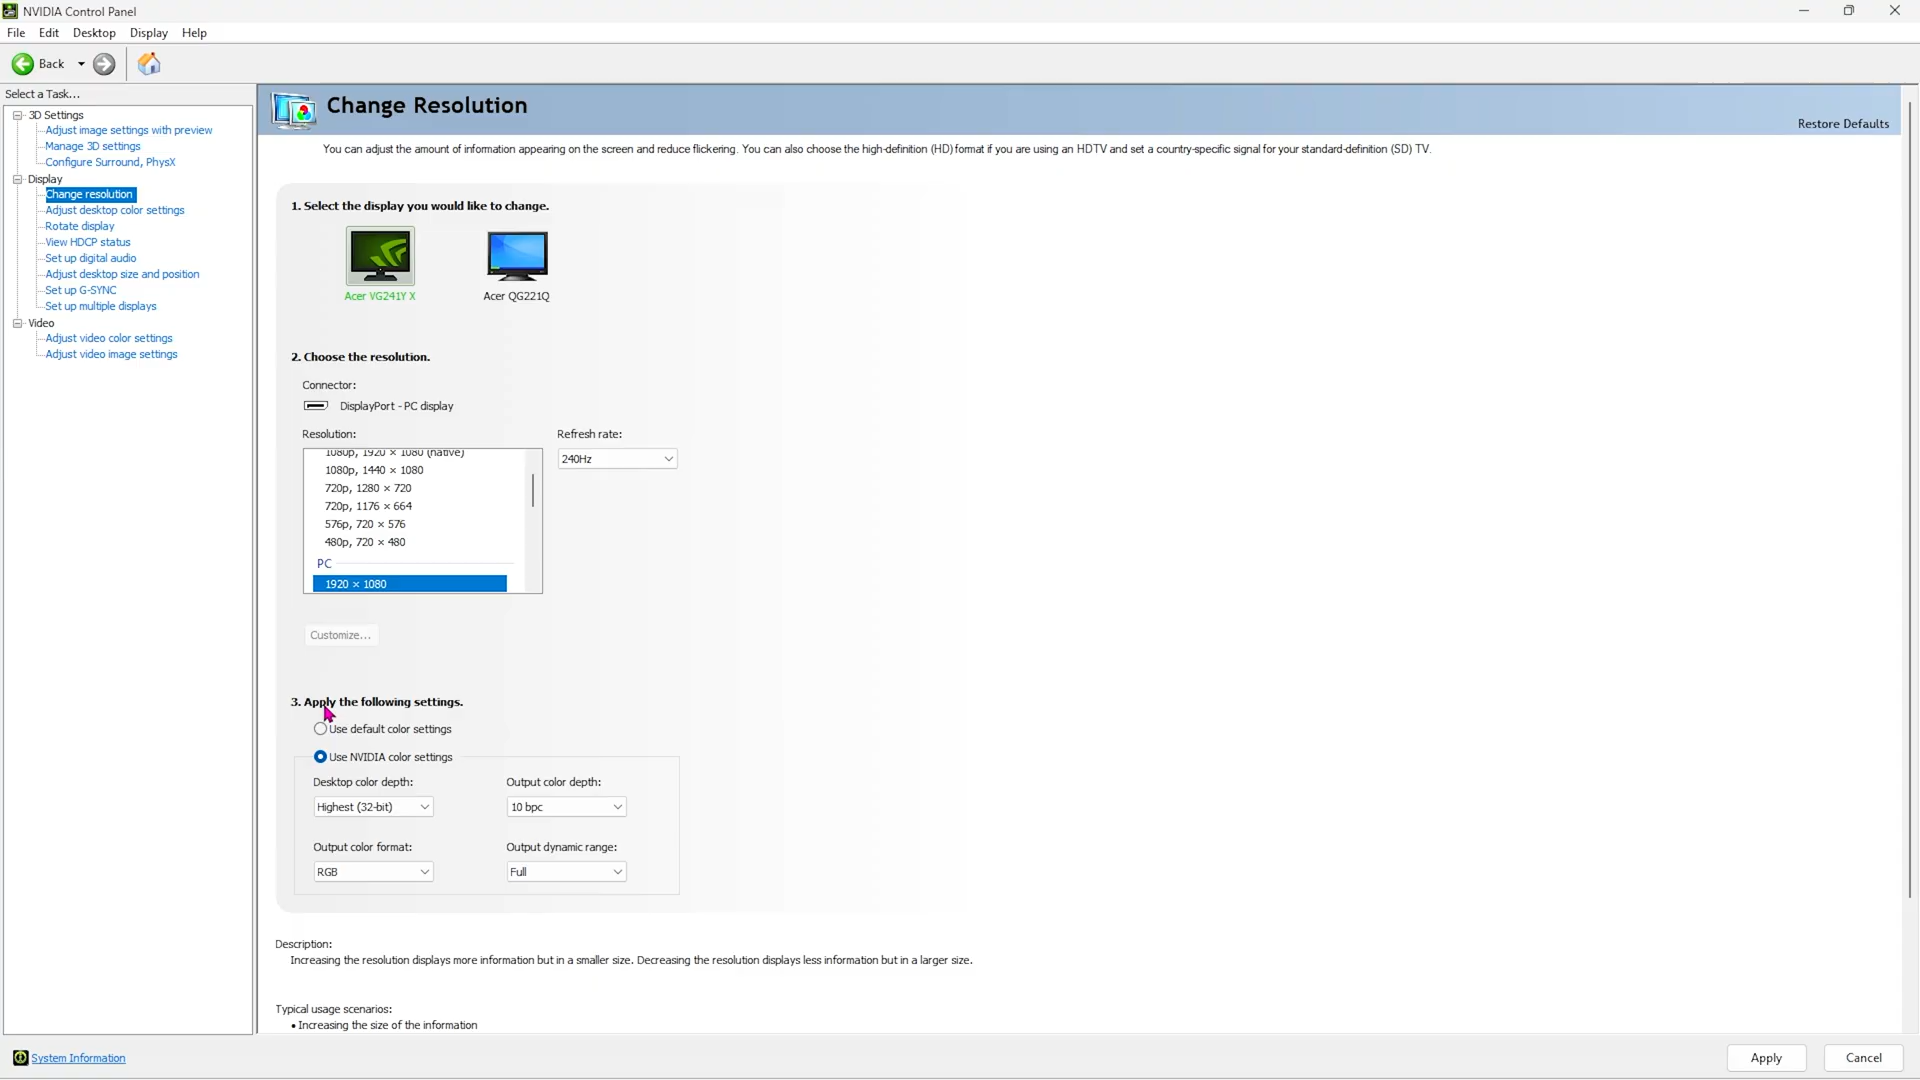 NVIDIA Control Panel
File Edit Desktop Display Help
Back
Select a Task...
3D Settings
Adjust image settings with preview
Manage 3D settings
Configure Surround, PhysX
Display
Change resolution
Adjust desktop color settings
Rotate display
View HDCP status
Set up digital audio
Adjust desktop size and position
Set up G-SYNC
Set up multiple displays
Video
Adjust video color settings
Adjust video image settings
Change Resolution
Restore Defaults
You can adjust the amount of information appearing on the screen and reduce flickering. You can also choose the high-definition (HD) format if you are using an HDTV and set a country-specific signal for your standard-definition (SD) TV.
1. Select the display you would like to change.
Acer VG241Y X
Acer QG221Q
2. Choose the resolution.
Connector:
DisplayPort - PC display
Resolution:
Refresh rate:
1080p, 1920 × 1080 (native)
240Hz
1080p, 1440 × 1080
720p, 1280 × 720
720p, 1176 × 664
576p, 720 × 576
480p, 720 × 480
PC
1920 × 1080
Customize...
3. Apply the following settings.
Use default color settings
Use NVIDIA color settings
Desktop color depth:
Output color depth:
Highest (32-bit)
10 bpc
Output color format:
Output dynamic range:
RGB
Full
Description:
Increasing the resolution displays more information but in a smaller size. Decreasing the resolution displays less information but in a larger size.
Typical usage scenarios:
• Increasing the size of the information
System Information
Apply
Cancel